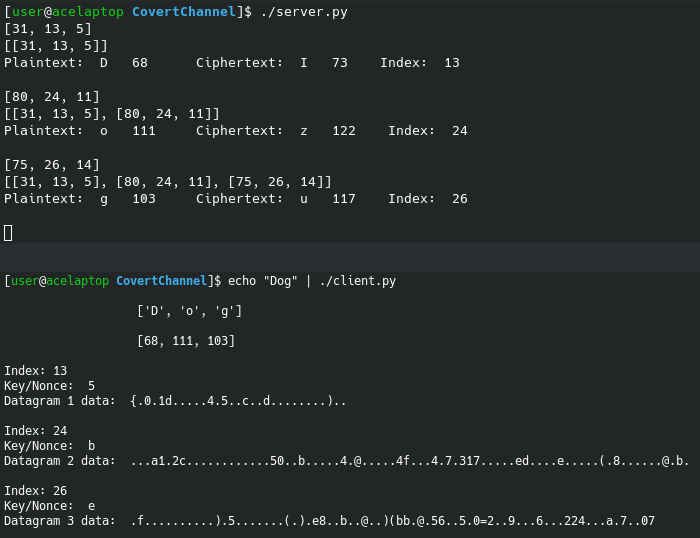 [user@acelaptop CovertChannel]$ ./server.py
[31, 13, 5]
[[31, 13, 5]]
Plaintext:  D   68      Ciphertext:  I   73    Index:  13
[80, 24, 11]
[[31, 13, 5], [80, 24, 11]]
Plaintext:  o   111     Ciphertext:  z   122    Index:  24
[75, 26, 14]
[[31, 13, 5], [80, 24, 11], [75, 26, 14]]
Plaintext:  g   103     Ciphertext:  u   117    Index:  26
[user@acelaptop CovertChannel]$ echo "Dog" | ./client.py
['D', 'o', 'g']
[68, 111, 103]
Index: 13
Key/Nonce:  5
Datagram 1 data:  {.0.1d.....4.5..c..d........)..
Index: 24
Key/Nonce:  b
Datagram 2 data:  ...a1.2c............50..b.....4.@.....4f...4.7.317.....ed....e.....(.8......@.b.
Index: 26
Key/Nonce:  e
Datagram 3 data:  .f..........).5.......(.).e8..b..@..)(bb.@.56..5.0=2..9...6...224...a.7..07